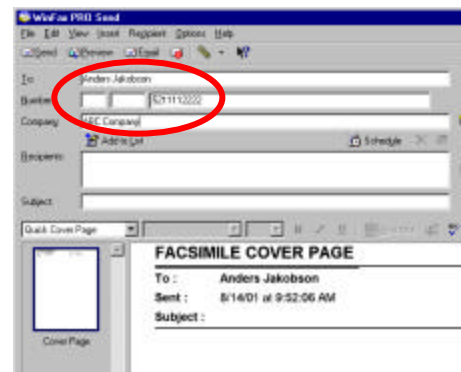 WinFax PRO Send
File Edit View Insert Recipient Options Help
Send Preview Email
To: Anders Jakobson
Number: 5211112222
Company: ABC Company
Add to List Schedule
Recipients:
Subject:
Quick Cover Page
FACSIMILE COVER PAGE
To : Anders Jakobson
Sent : 8/14/01 at 9:52:06 AM
Subject :
Cover Page